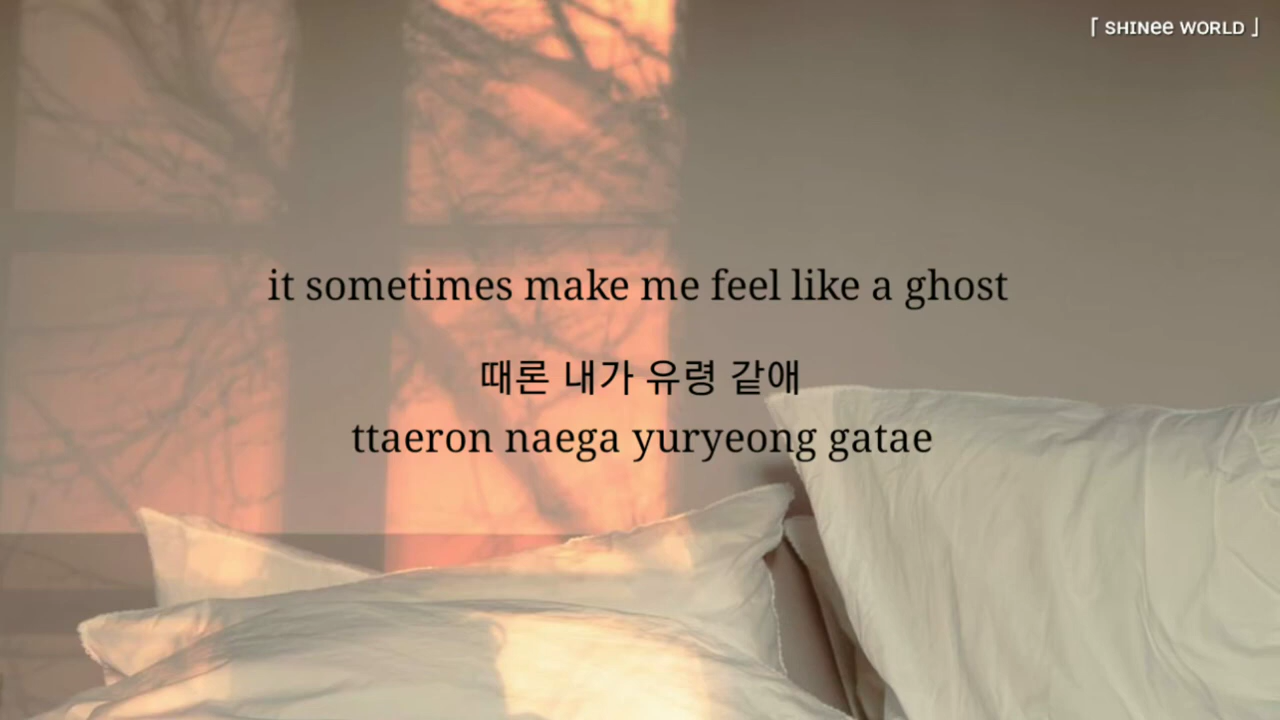 「 SHINee WORLD 」
it sometimes make me feel like a ghost
때론 내가 유령 같애
ttaeron naega yuryeong gatae